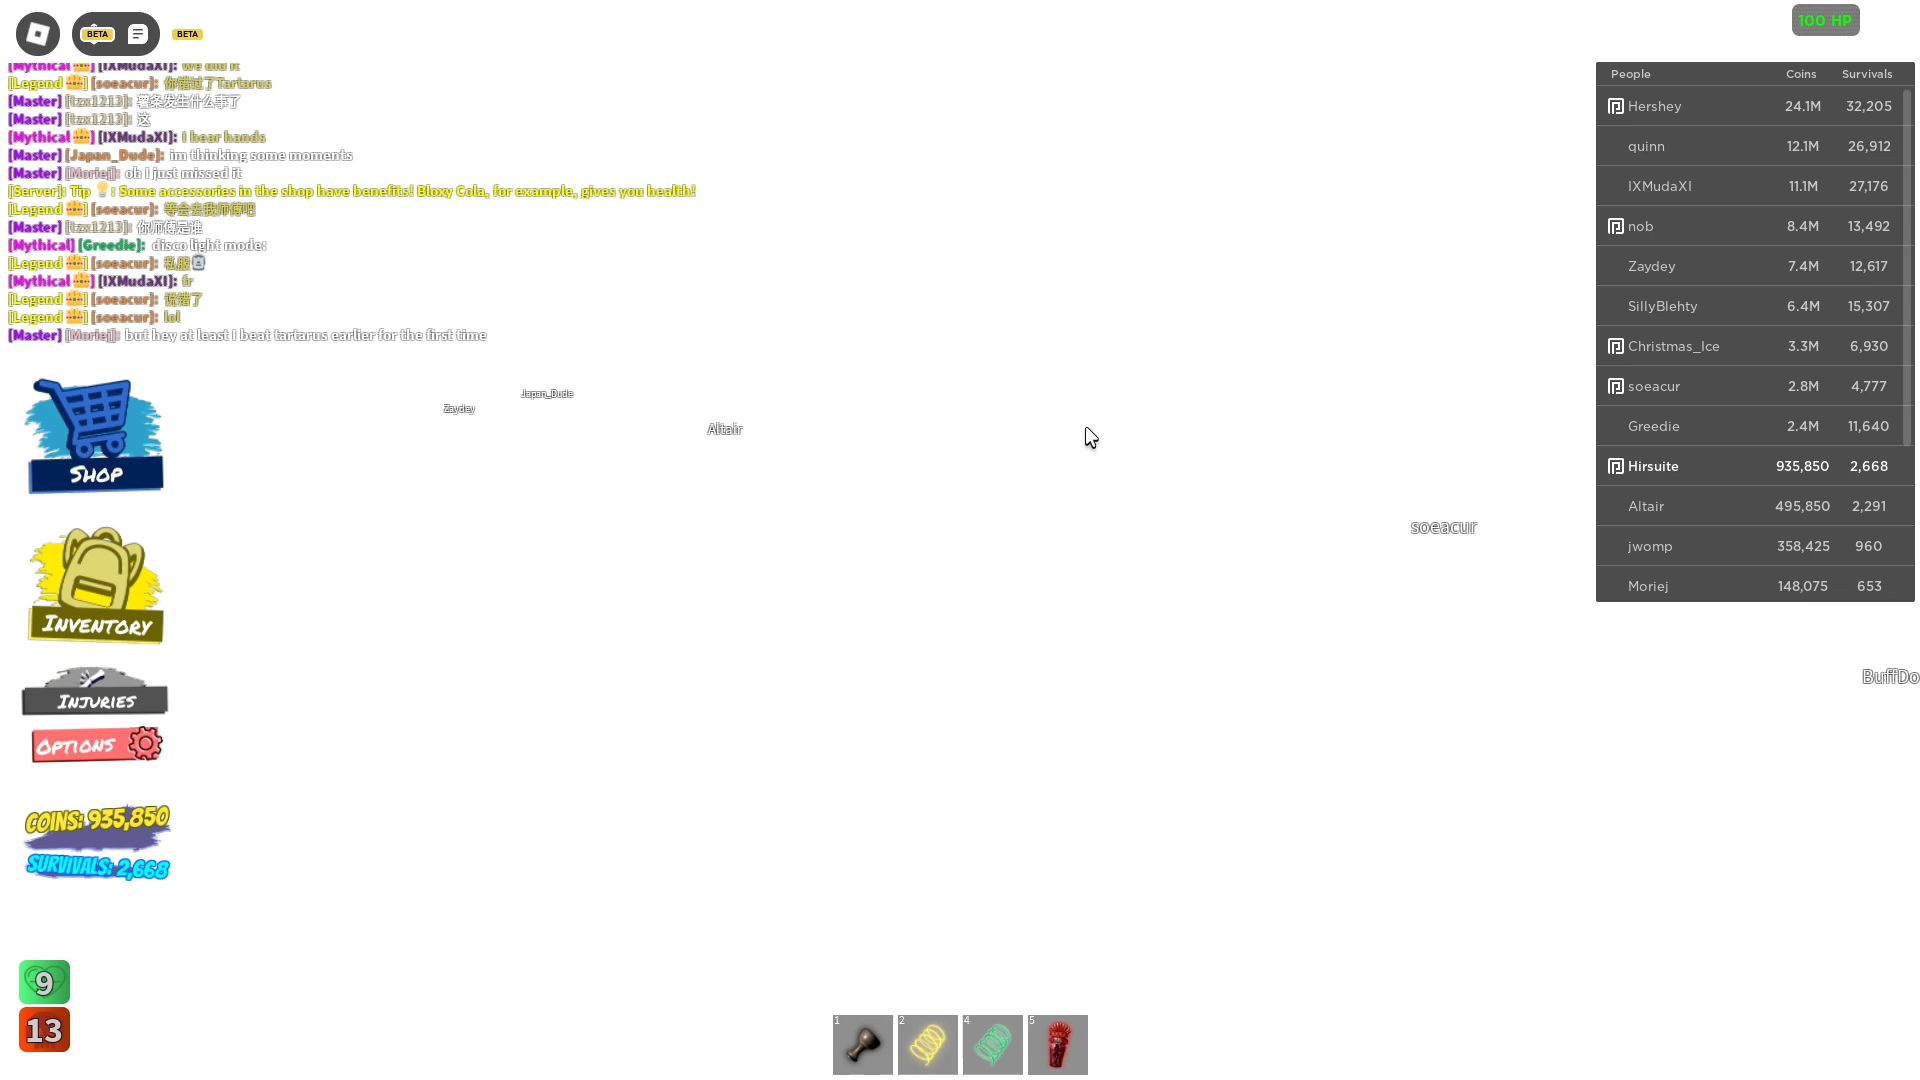 BETA
BETA
100 HP
[Mythical] [IXMudaXI]: we did it
[Legend] [soeacur]: 你错过了Tartarus
[Master] [tzx1213]: 薯条发生什么事了
[Master] [tzx1213]: 这
[Mythical] [IXMudaXI]: I hear hands
[Master] [Japan_Dude]: im thinking some moments
[Master] [Moriej]: oh I just missed it
[Server]: Tip 💡: Some accessories in the shop have benefits! Bloxy Cola, for example, gives you health!
[Legend] [soeacur]: 等会去我师傅吧
[Master] [tzx1213]: 你师傅是谁
[Mythical] [Greedie]: disco light mode:
[Legend] [soeacur]: 私服🗿
[Mythical] [IXMudaXI]: fr
[Legend] [soeacur]: 说错了
[Legend] [soeacur]: lol
[Master] [Moriej]: but hey at least I beat tartarus earlier for the first time
People Coins Survivals
Hershey 24.1M 32,205
quinn 12.1M 26,912
IXMudaXI 11.1M 27,176
nob 8.4M 13,492
Zaydey 7.4M 12,617
SillyBlehty 6.4M 15,307
Christmas_Ice 3.3M 6,930
soeacur 2.8M 4,777
Greedie 2.4M 11,640
Hirsuite 935,850 2,668
Altair 495,850 2,291
jwomp 358,425 960
Moriej 148,075 653
Japan_Dude
Zaydey
Altair
soeacur
BuffDo
SHOP
INVENTORY
INJURIES
OPTIONS
COINS: 935,850
SURVIVALS: 2,668
9
13
1
2
4
5